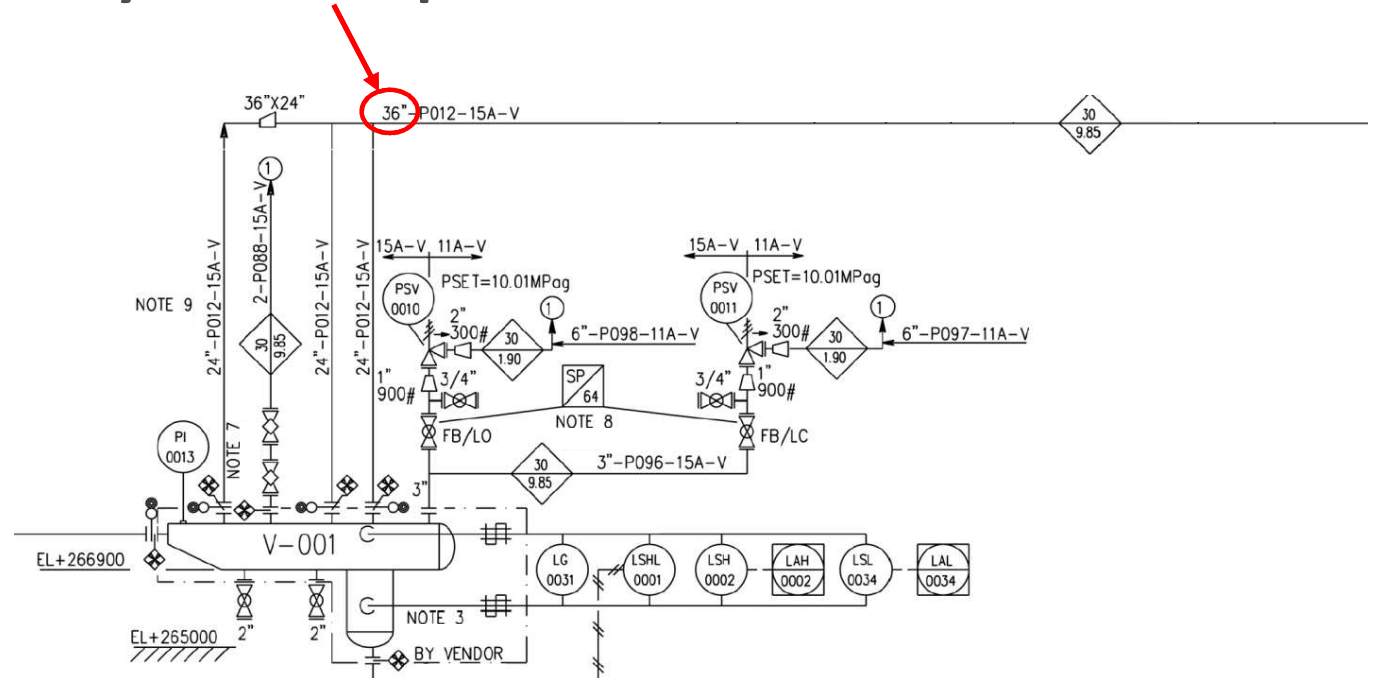 36"X24"
36"-P012-15A-V
30
9.85
1
24"-P012-15A-V
2-P088-15A-V
24"-P012-15A-V
24"-P012-15A-V
NOTE 9
30
9.85
NOTE 7
15A-V 11A-V
PSV
0010
PSET=10.01MPag
2"
300#
30
1.90
1
6"-P098-11A-V
1"
900#
3/4"
FB/LO
SP
64
NOTE 8
15A-V 11A-V
PSV
0011
PSET=10.01MPag
2"
300#
30
1.90
1
6"-P097-11A-V
1"
900#
3/4"
FB/LC
3"
30
9.85
3"-P096-15A-V
PI
0013
V-001
EL+266900
LG
0031
LSHL
0001
LSH
0002
LAH
0002
LSL
0034
LAL
0034
C
C
NOTE 3
2"
2"
EL+265000
BY VENDOR